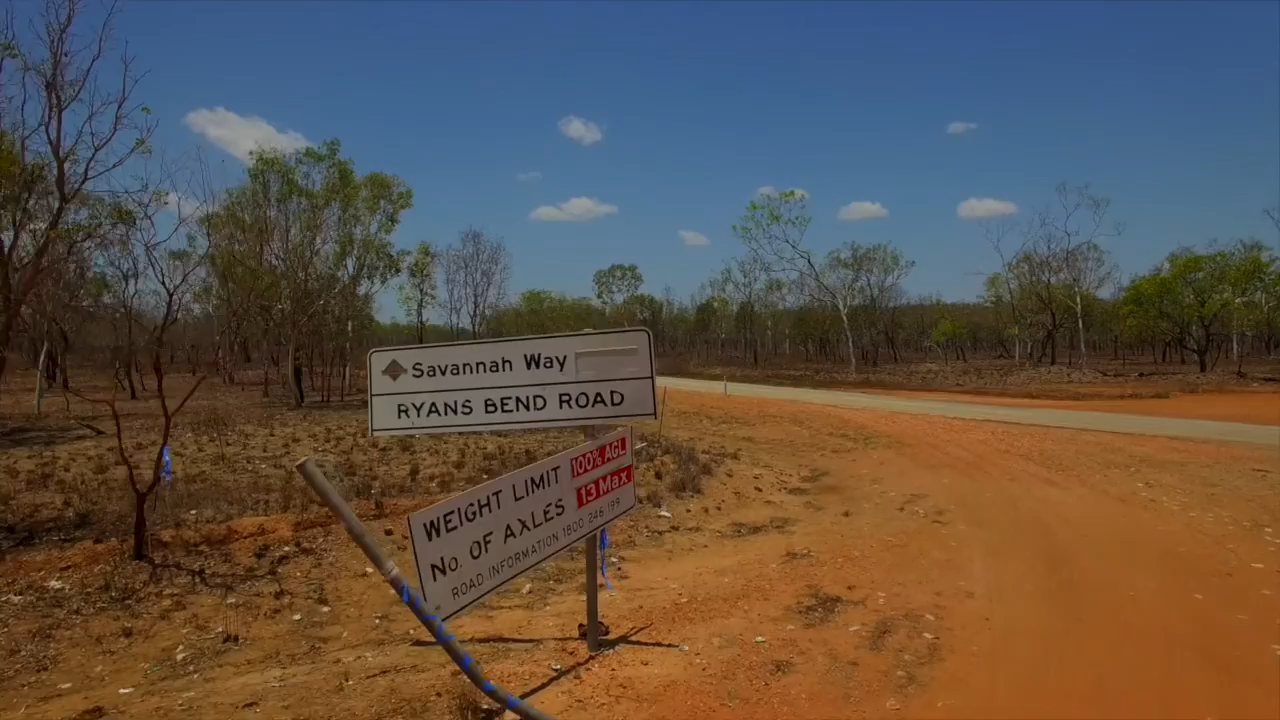 Savannah Way
RYANS BEND ROAD
WEIGHT LIMIT 100% AGL
No. OF AXLES 13 Max
ROAD INFORMATION 1800 246 199